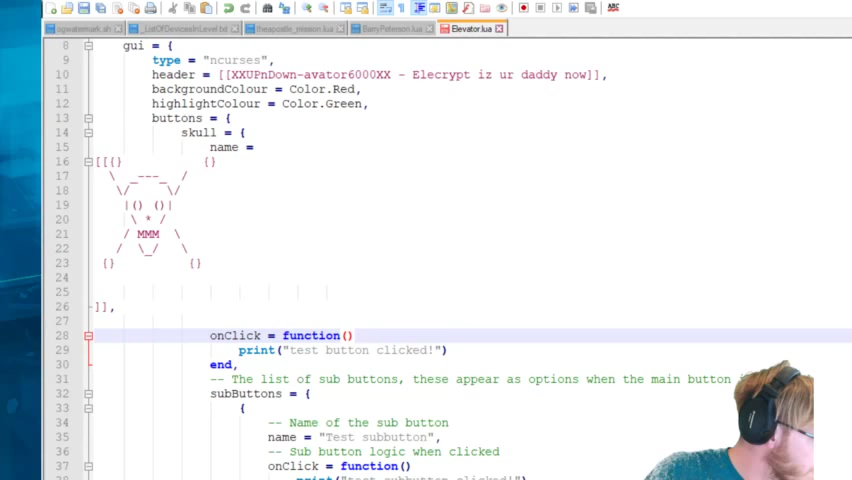 ogwatermark.sh _ListOfDevicesInLevel.txt theapostle_mission.lua BarryPeterson.lua Elevator.lua
8 gui = {
9 type = "ncurses",
10 header = [[XXUPnDown-avator6000XX - Elecrypt iz ur daddy now]],
11 backgroundColour = Color.Red,
12 highlightColour = Color.Green,
13 buttons = {
14 skull = {
15 name =
16 [[{} {}
17 \ _---_ /
18 \/ \/
19 |() ()|
20 \ * /
21 / MMM \
22 / \_/ \
23 {} {}
24
25
26 ]],
27
28 onClick = function()
29 print("test button clicked!")
30 end,
31 -- The list of sub buttons, these appear as options when the main button
32 subButtons = {
33 {
34 -- Name of the sub button
35 name = "Test subbutton",
36 -- Sub button logic when clicked
37 onClick = function()
print("test subbutton clicked!")